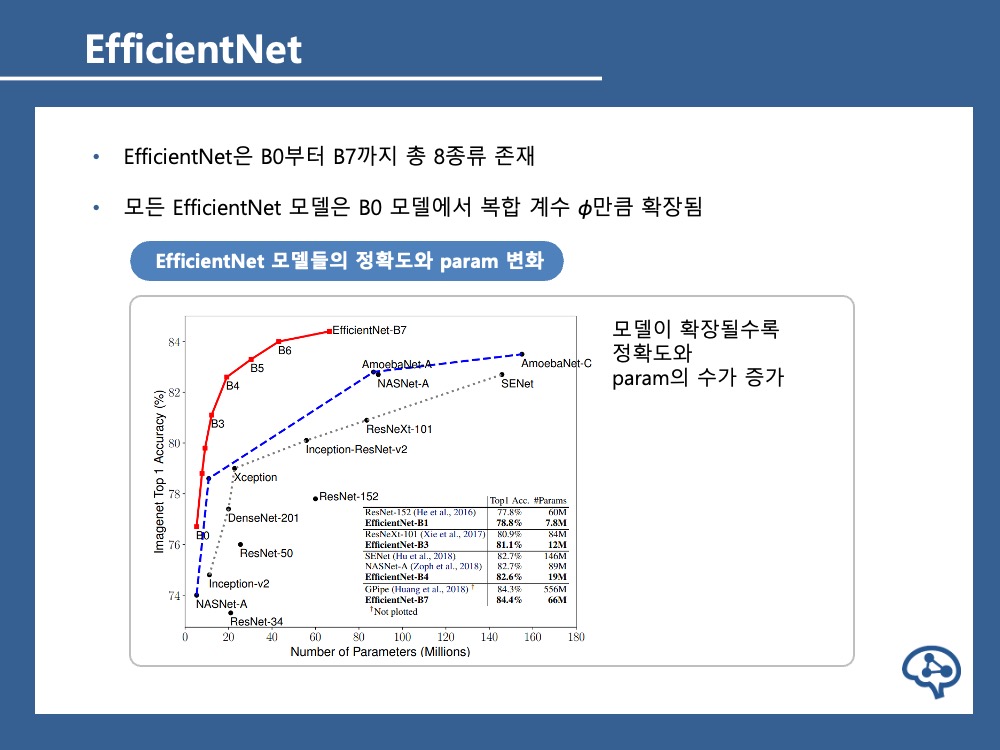 EfficientNet
• EfficientNet은 B0부터 B7까지 총 8종류 존재
• 모든 EfficientNet 모델은 B0 모델에서 복합 계수 ϕ만큼 확장됨
EfficientNet 모델들의 정확도와 param 변화
모델이 확장될수록
정확도와
param의 수가 증가
Imagenet Top 1 Accuracy (%)
84
82
80
78
76
74
EfficientNet-B7
B6
B5
B4
B3
B0
AmoebaNet-A
AmoebaNet-C
NASNet-A
SENet
ResNeXt-101
Inception-ResNet-v2
Xception
ResNet-152
DenseNet-201
ResNet-50
Inception-v2
NASNet-A
ResNet-34
Top1 Acc. #Params
ResNet-152 (He et al., 2016) 77.8% 60M
EfficientNet-B1 78.8% 7.8M
ResNeXt-101 (Xie et al., 2017) 80.9% 84M
EfficientNet-B3 81.1% 12M
SENet (Hu et al., 2018) 82.7% 146M
NASNet-A (Zoph et al., 2018) 82.7% 89M
EfficientNet-B4 82.6% 19M
GPipe (Huang et al., 2018) † 84.3% 556M
EfficientNet-B7 84.4% 66M
†Not plotted
0 20 40 60 80 100 120 140 160 180
Number of Parameters (Millions)